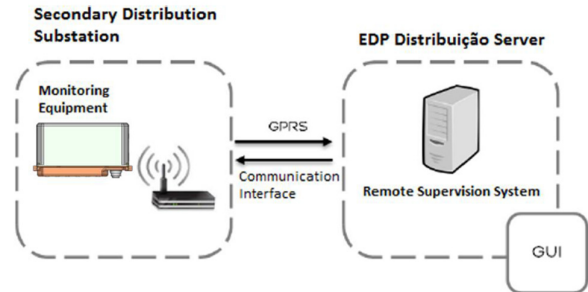 Secondary Distribution
Substation
EDP Distribuição Server
Monitoring
Equipment
GPRS
Communication
Interface
Remote Supervision System
GUI